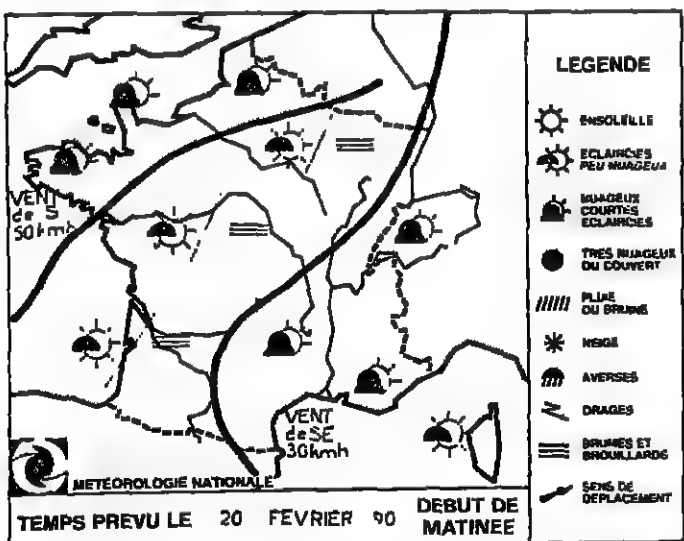 VENT
de S
50 kmh
VENT
de SE
30 kmh
METEOROLOGIE NATIONALE
TEMPS PREVU LE 20 FEVRIER 90 DEBUT DE
MATINEE
LEGENDE
ENSOLEILLE
ECLAIRCIES
PEU NUAGEUX
NUAGEUX
COURTES
ECLAIRCIES
TRES NUAGEUX
OU COUVERT
PLUIE
OU BRUINE
NEIGE
AVERSES
ORAGES
BRUMES ET
BROUILLARDS
SENS DE
DEPLACEMENT